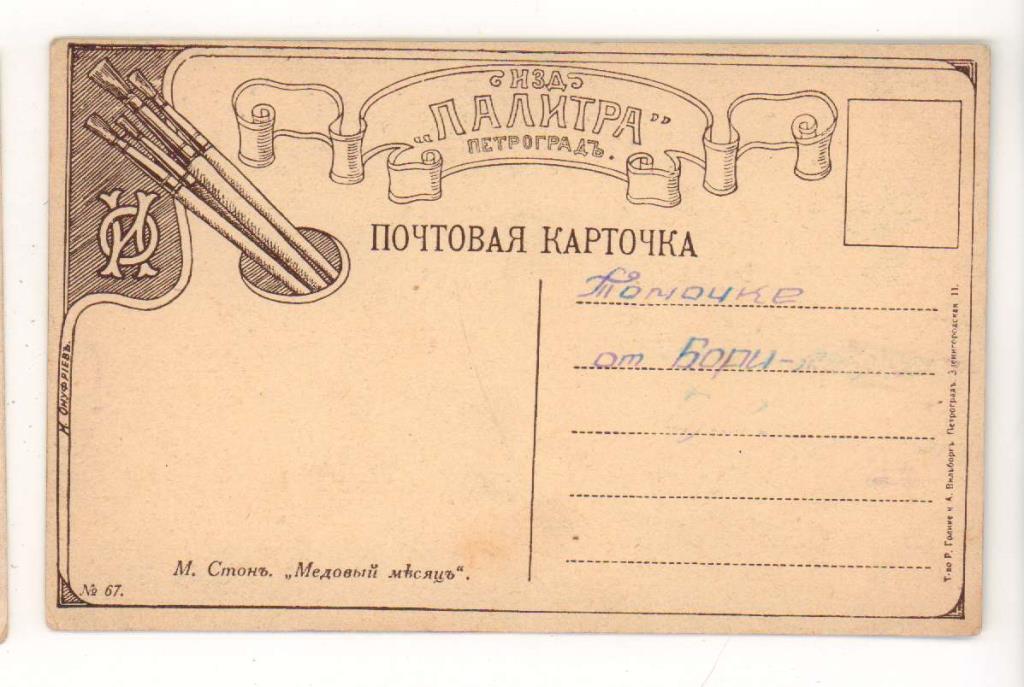 ИЗД.
„ПАЛИТРА”
ПЕТРОГРАДЪ.
ПОЧТОВАЯ КАРТОЧКА
Томочке
от Бори-
Н. ОНУФРІЕВЪ.
М. Стонъ. „Медовый мѣсяцъ“.
№ 67.
Т-во Р. Голике и А. Вильборгъ. Петроградъ. Звенигородская 11.